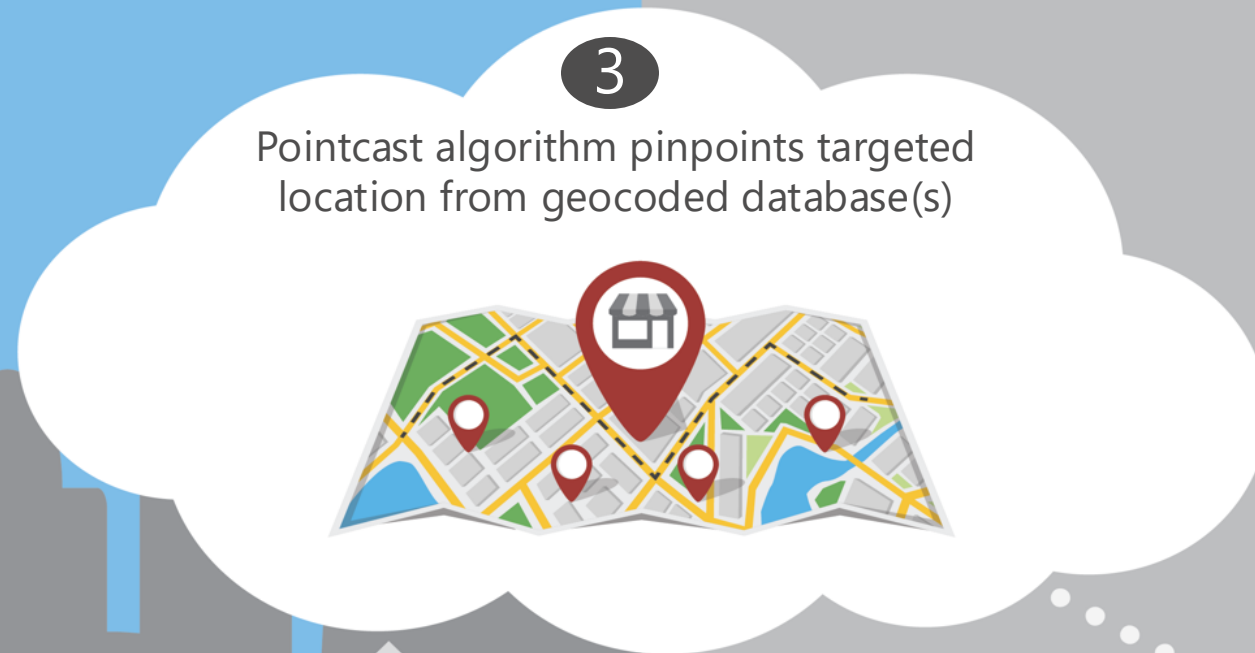 3
Pointcast algorithm pinpoints targeted
location from geocoded database(s)